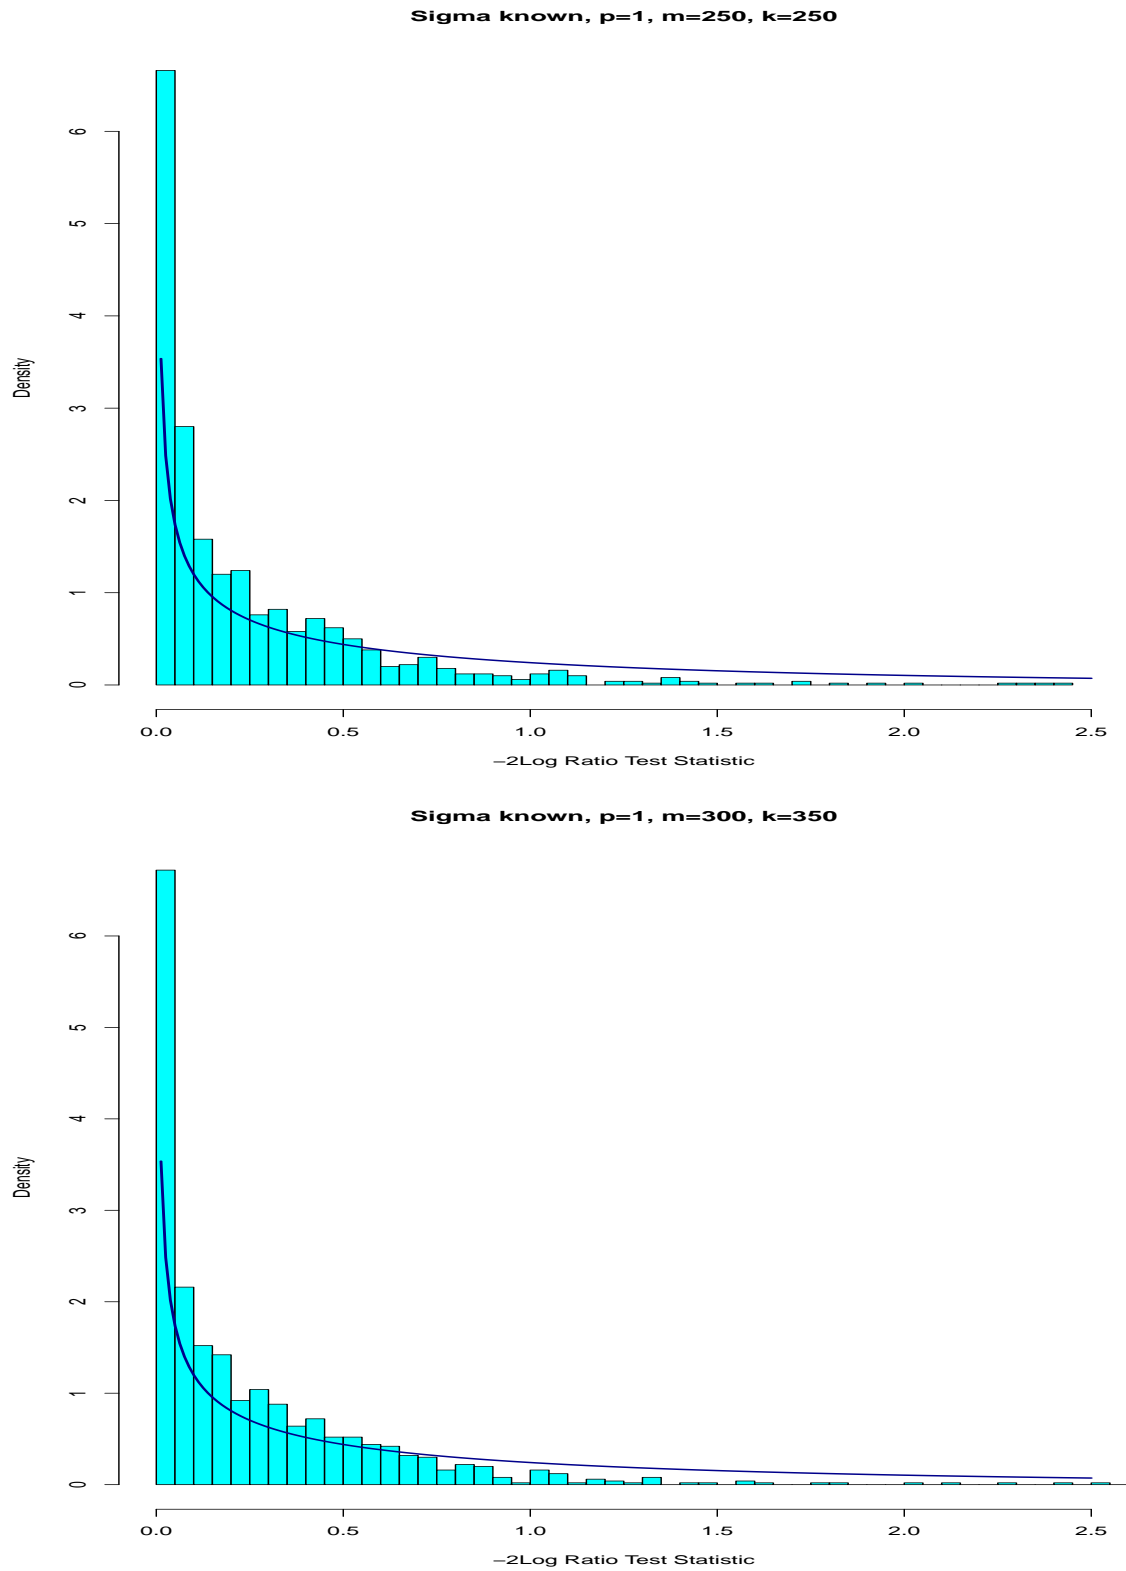 Sigma known, p=1, m=250, k=250
6
5
4
3
2
1
0
Density
0.0 0.5 1.0 1.5 2.0 2.5
−2Log Ratio Test Statistic
Sigma known, p=1, m=300, k=350
6
5
4
3
2
1
0
Density
0.0 0.5 1.0 1.5 2.0 2.5
−2Log Ratio Test Statistic